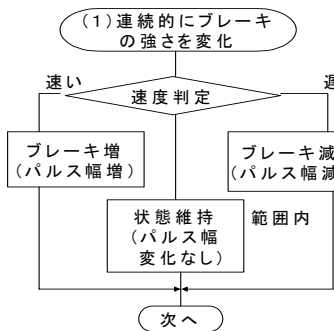 (1)連続的にブレーキ
の強さを変化
速い
遅
速度判定
ブレーキ増
(パルス幅増)
ブレーキ減
(パルス幅減
状態維持
(パルス幅
変化なし)
範囲内
次へ